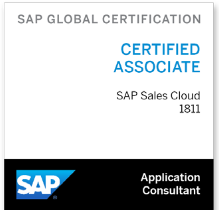 SAP GLOBAL CERTIFICATION
CERTIFIED
ASSOCIATE
SAP Sales Cloud
1811
SAP
Application
Consultant